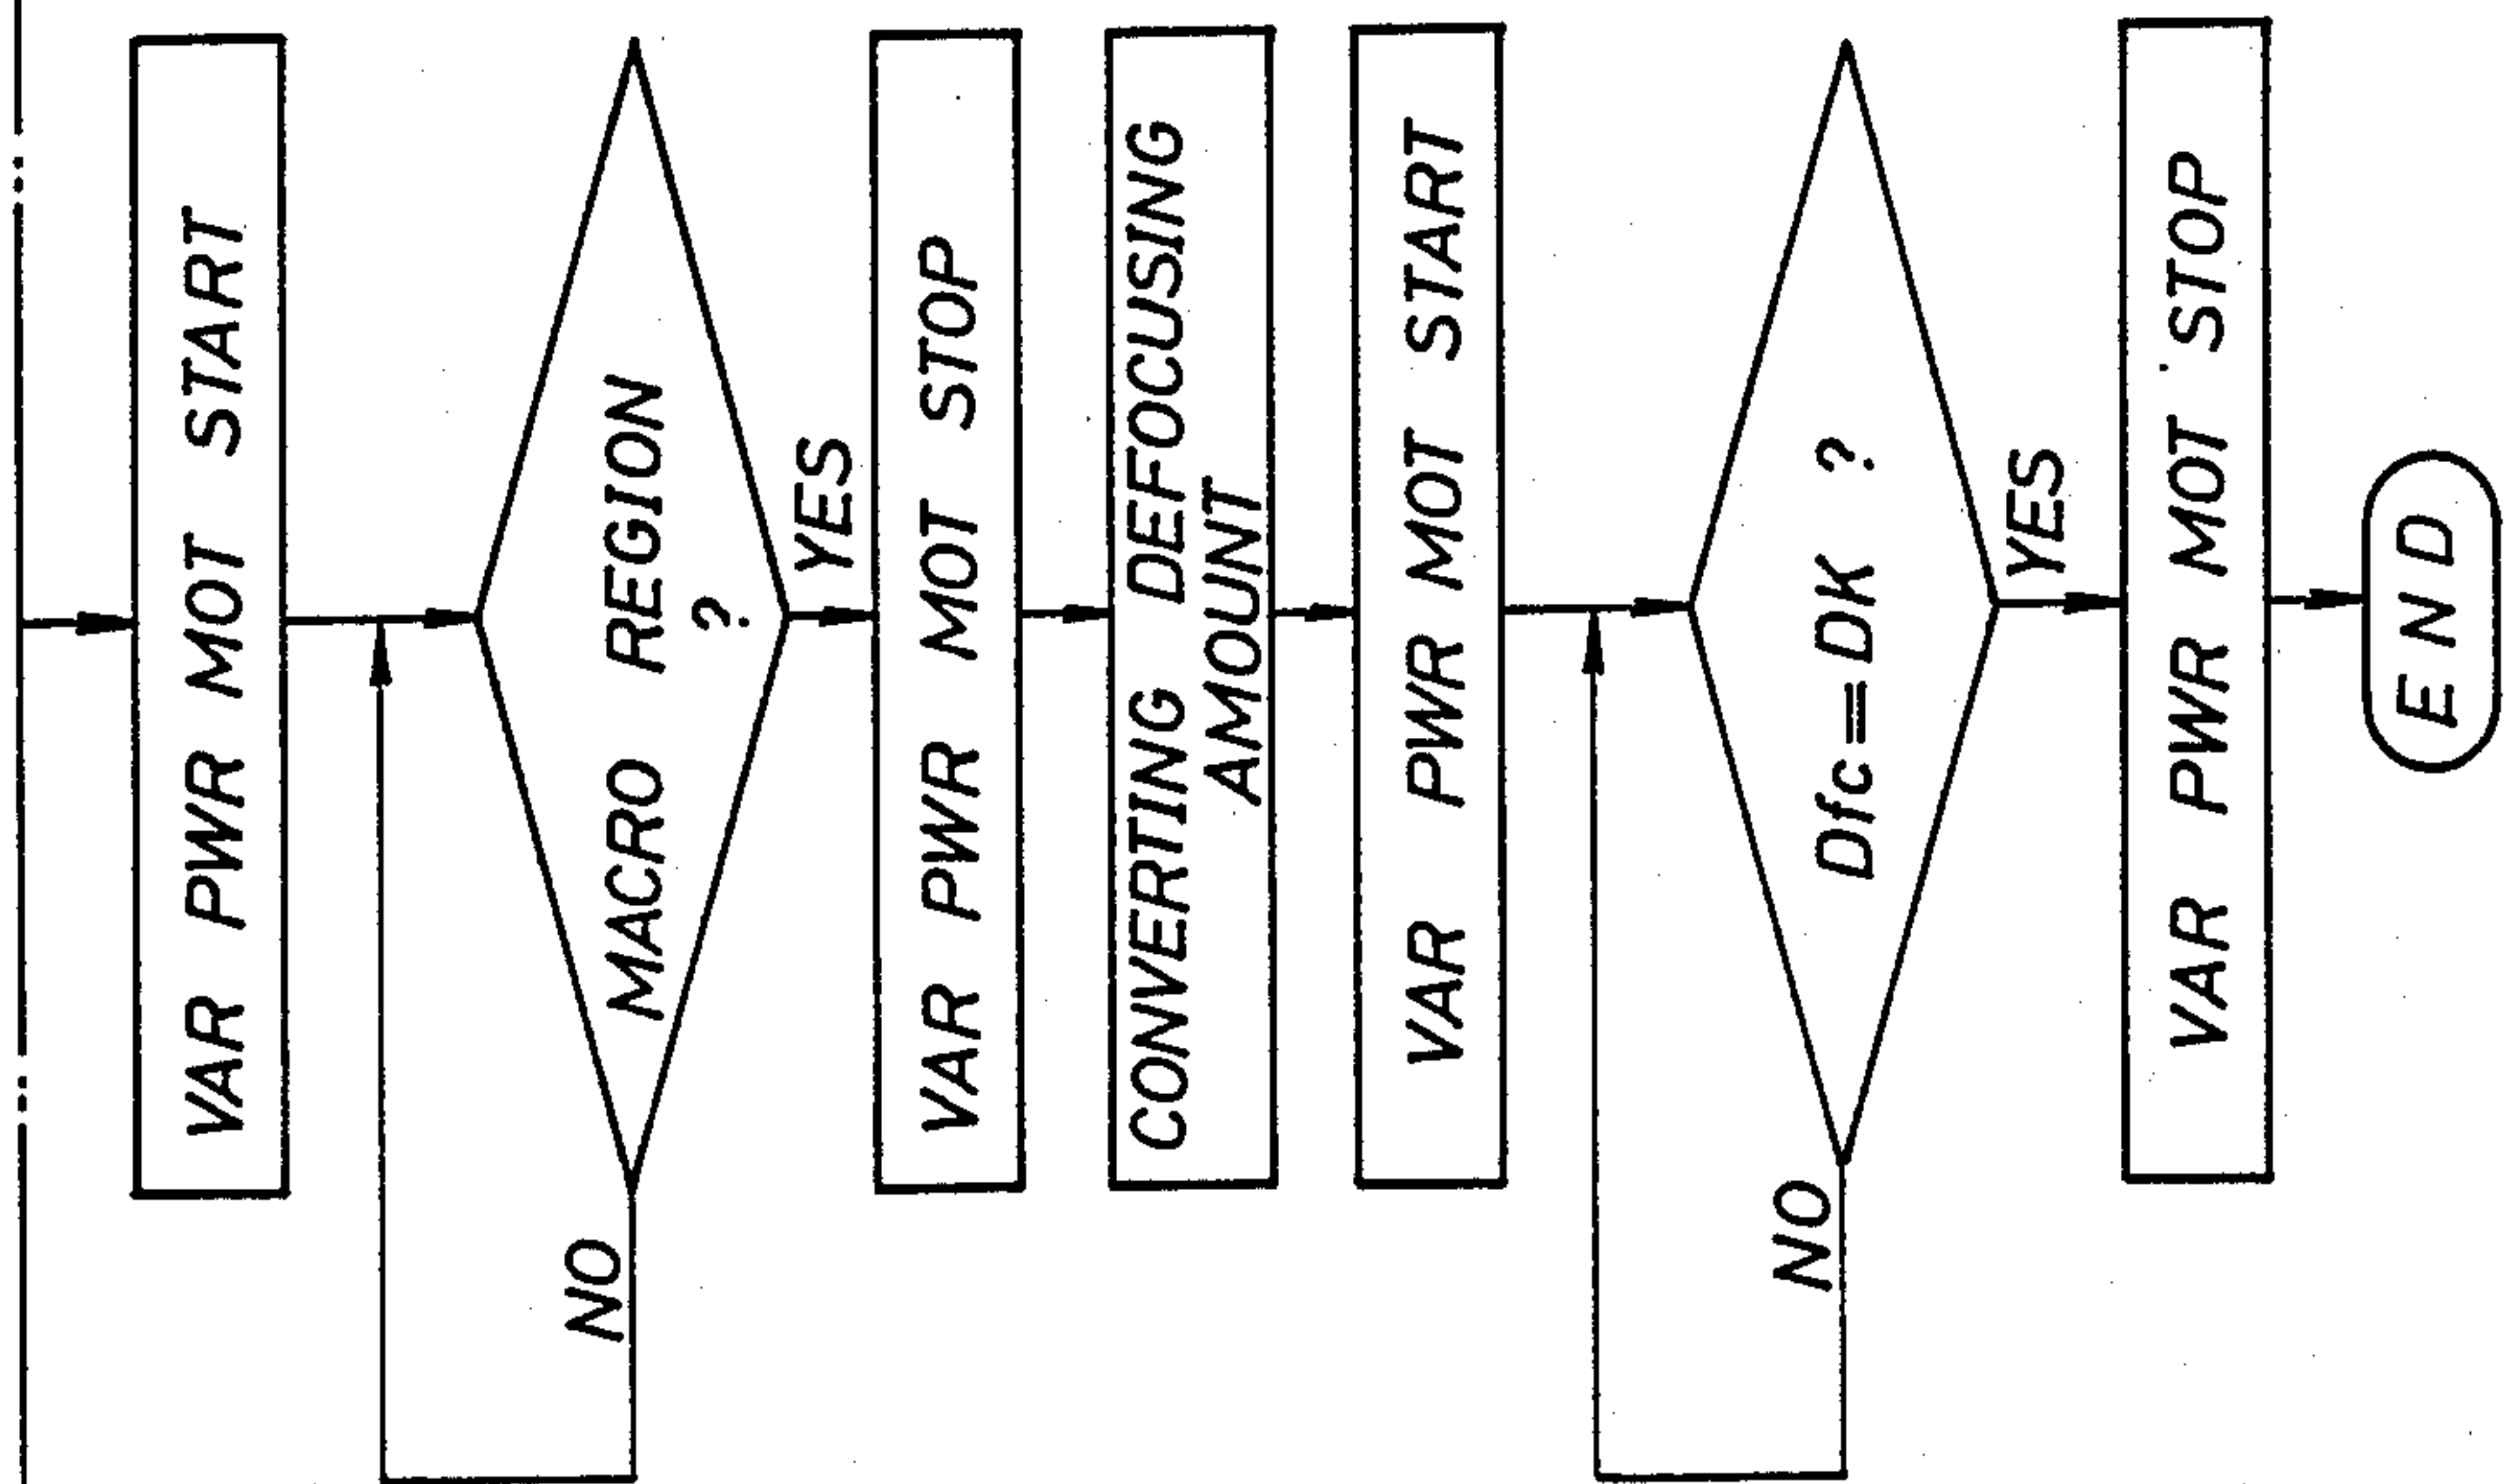 VAR PWR MOT START
MACRO REGION
?
NO
YES
VAR PWR MOT STOP
CONVERTING DEFOCUSING
AMOUNT
VAR PWR MOT START
Dfc=DK ?
NO
YES
VAR PWR MOT STOP
END